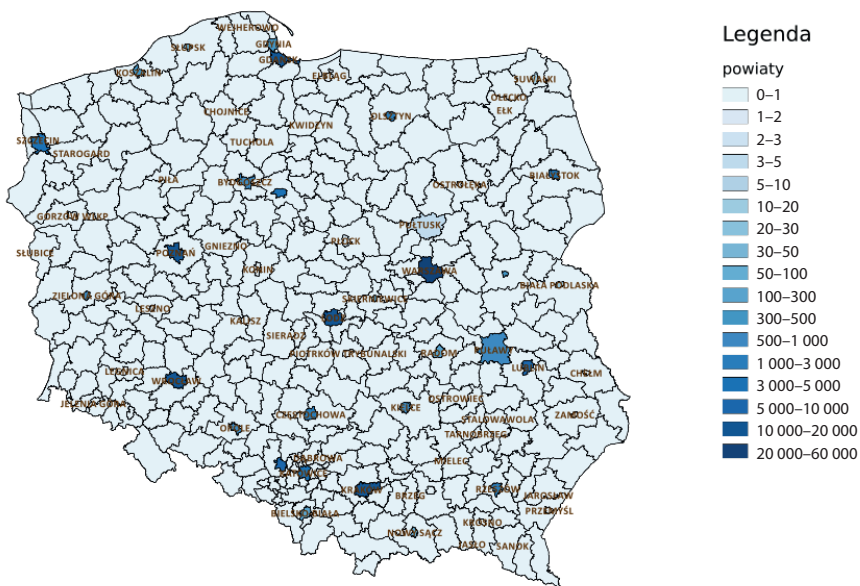 WEJHEROWO
SŁUPSK
GDYNIA
GDAŃSK
KOSZALIN
ELBLĄG
SUWAŁKI
OLECKO
EŁK
CHOJNICE
KWIDZYN
OLSZTYN
SZCZECIN
TUCHOLA
STAROGARD
PIŁA
BYDGOSZCZ
OSTROŁĘKA
BIAŁYSTOK
GORZÓW WLKP
PUŁTUSK
SŁUBICE
POZNAŃ
GNIEZNO
PŁOCK
KONIN
WARSZAWA
BIAŁA PODLASKA
ZIELONA GÓRA
SKIERNIEWICE
LESZNO
KALISZ
SIERADZ
PIOTRKÓW TRYBUNALSKI
RADOM
PUŁAWY
LUBLIN
CHEŁM
LEGNICA
WROCŁAW
JELENIA GÓRA
OSTROWIEC
CZĘSTOCHOWA
KIELCE
STALOWA WOLA
ZAMOŚĆ
OPOLE
TARNOBRZEG
DĄBROWA
KATOWICE
MIELEC
KRAKÓW
BRZEG
RZESZÓW
JAROSŁAW
BIELSKO BIAŁA
PRZEMYŚL
KROSNO
NOWY SĄCZ
JASŁO
SANOK
Legenda
powiaty
0–1
1–2
2–3
3–5
5–10
10–20
20–30
30–50
50–100
100–300
300–500
500–1 000
1 000–3 000
3 000–5 000
5 000–10 000
10 000–20 000
20 000–60 000